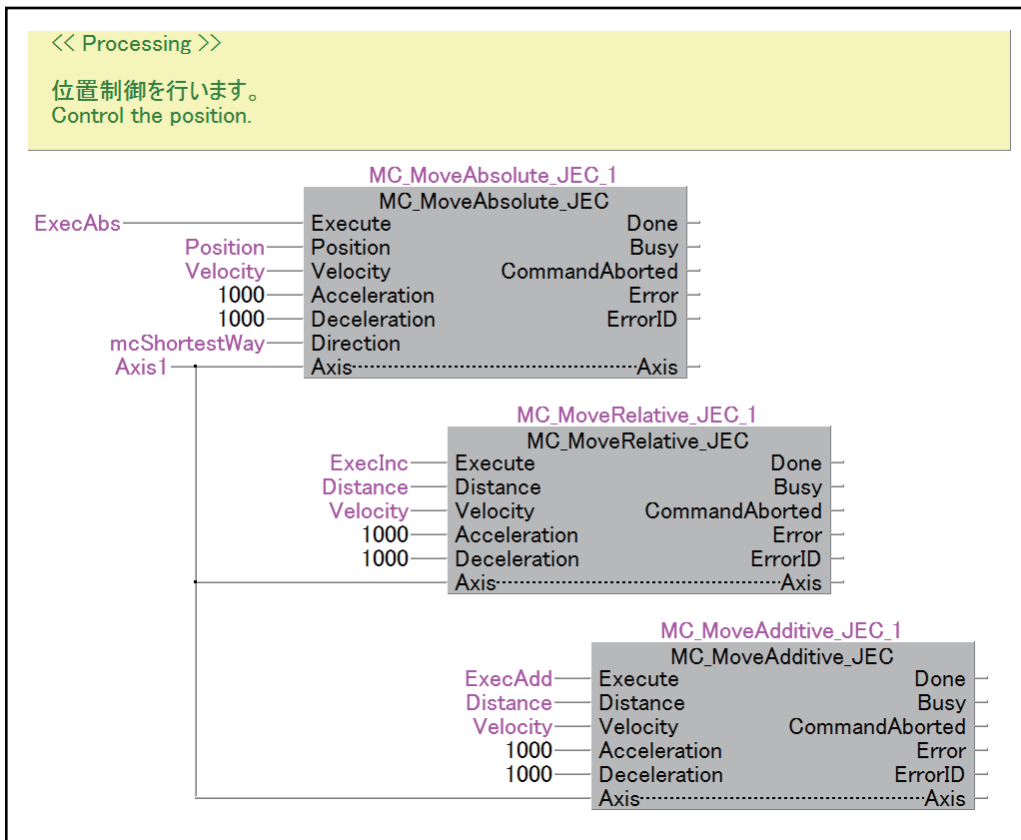 << Processing >>
位置制御を行います。
Control the position.
MC_MoveAbsolute_JEC_1
MC_MoveAbsolute_JEC
ExecAbs Execute Done
Position Position Busy
Velocity Velocity CommandAborted
1000 Acceleration Error
1000 Deceleration ErrorID
mcShortestWay Direction
Axis1 Axis Axis
MC_MoveRelative_JEC_1
MC_MoveRelative_JEC
ExecInc Execute Done
Distance Distance Busy
Velocity Velocity CommandAborted
1000 Acceleration Error
1000 Deceleration ErrorID
Axis Axis
MC_MoveAdditive_JEC_1
MC_MoveAdditive_JEC
ExecAdd Execute Done
Distance Distance Busy
Velocity Velocity CommandAborted
1000 Acceleration Error
1000 Deceleration ErrorID
Axis Axis